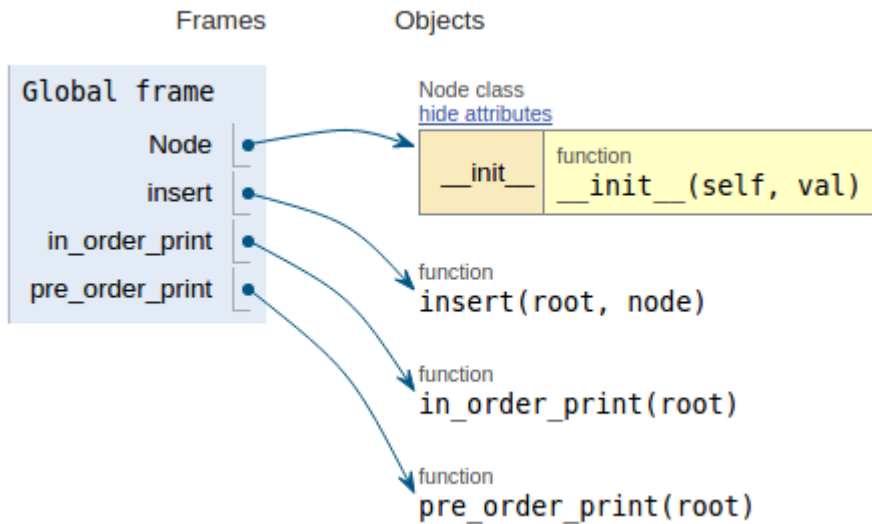 Frames Objects
Global frame
Node
insert
in_order_print
pre_order_print
Node class
hide attributes
__init__
function
__init__(self, val)
function
insert(root, node)
function
in_order_print(root)
function
pre_order_print(root)